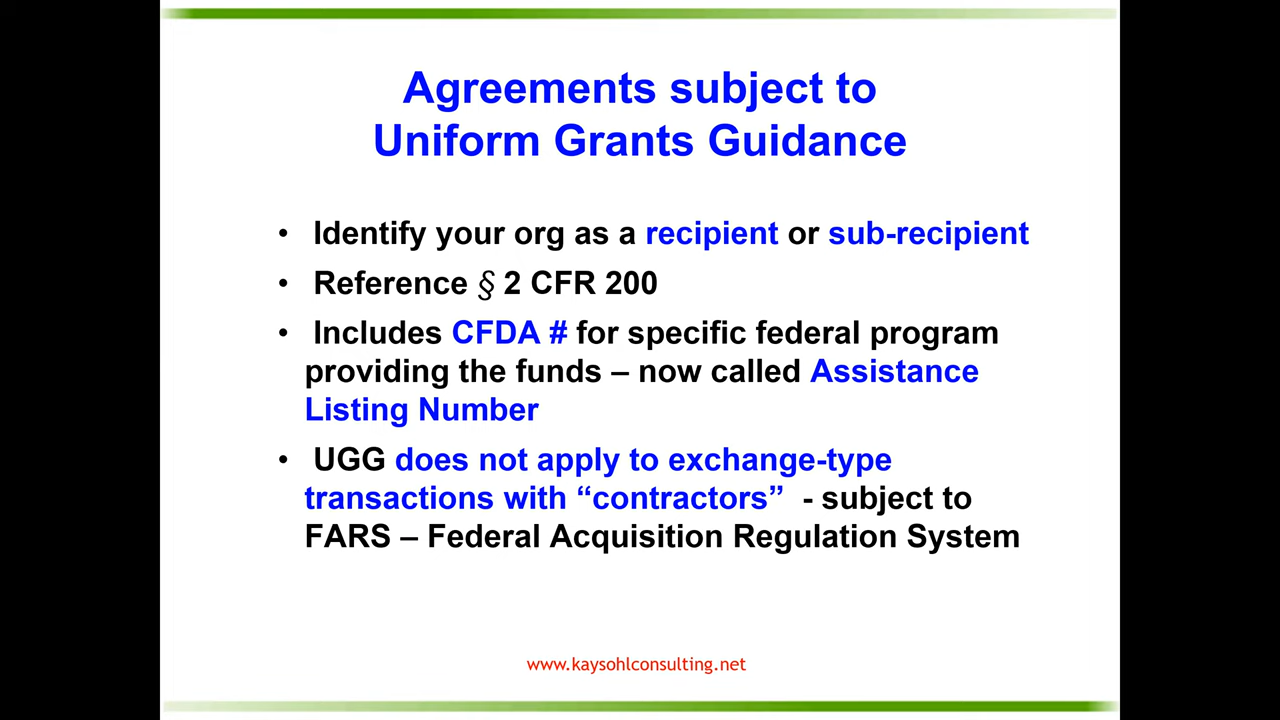 Agreements subject to
Uniform Grants Guidance
• Identify your org as a recipient or sub-recipient
• Reference § 2 CFR 200
• Includes CFDA # for specific federal program
providing the funds – now called Assistance
Listing Number
• UGG does not apply to exchange-type
transactions with “contractors” - subject to
FARS – Federal Acquisition Regulation System
www.kaysohlconsulting.net